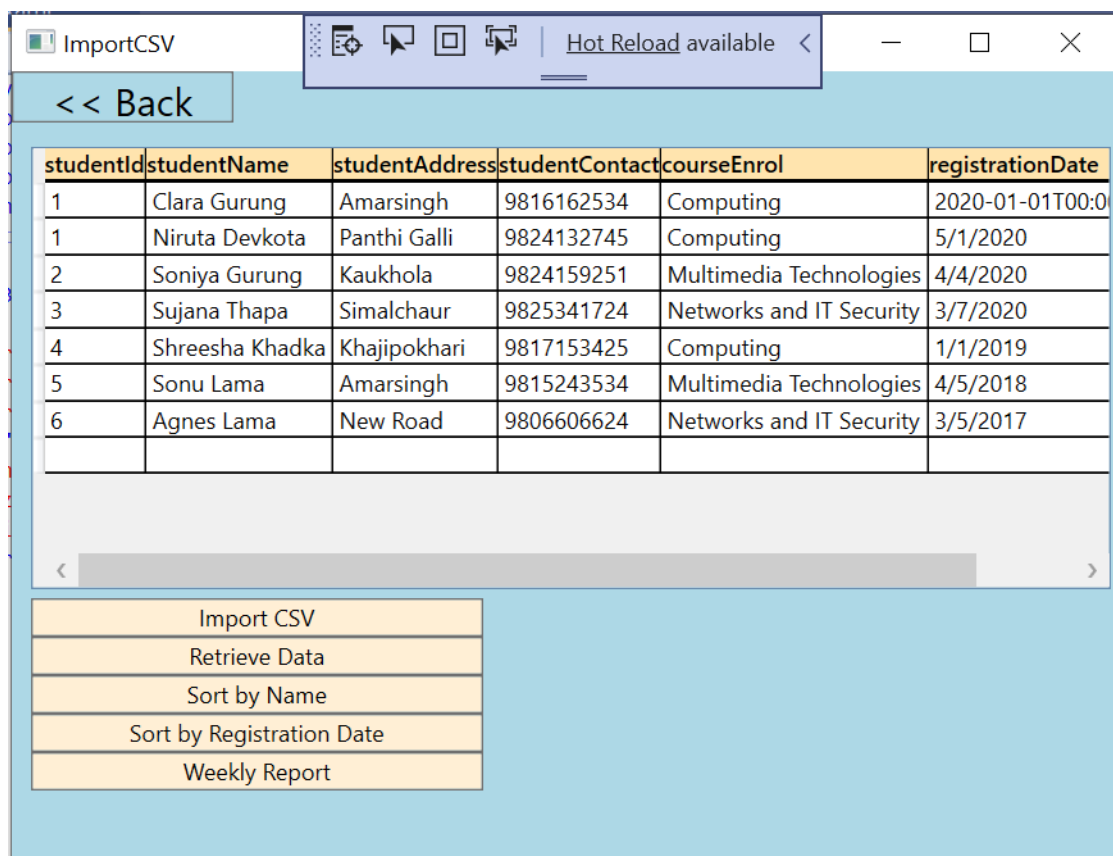 ImportCSV
Hot Reload available
<< Back
studentId studentName studentAddress studentContact courseEnrol registrationDate
1 Clara Gurung Amarsingh 9816162534 Computing 2020-01-01T00:0
1 Niruta Devkota Panthi Galli 9824132745 Computing 5/1/2020
2 Soniya Gurung Kaukhola 9824159251 Multimedia Technologies 4/4/2020
3 Sujana Thapa Simalchaur 9825341724 Networks and IT Security 3/7/2020
4 Shreesha Khadka Khajipokhari 9817153425 Computing 1/1/2019
5 Sonu Lama Amarsingh 9815243534 Multimedia Technologies 4/5/2018
6 Agnes Lama New Road 9806606624 Networks and IT Security 3/5/2017
Import CSV
Retrieve Data
Sort by Name
Sort by Registration Date
Weekly Report